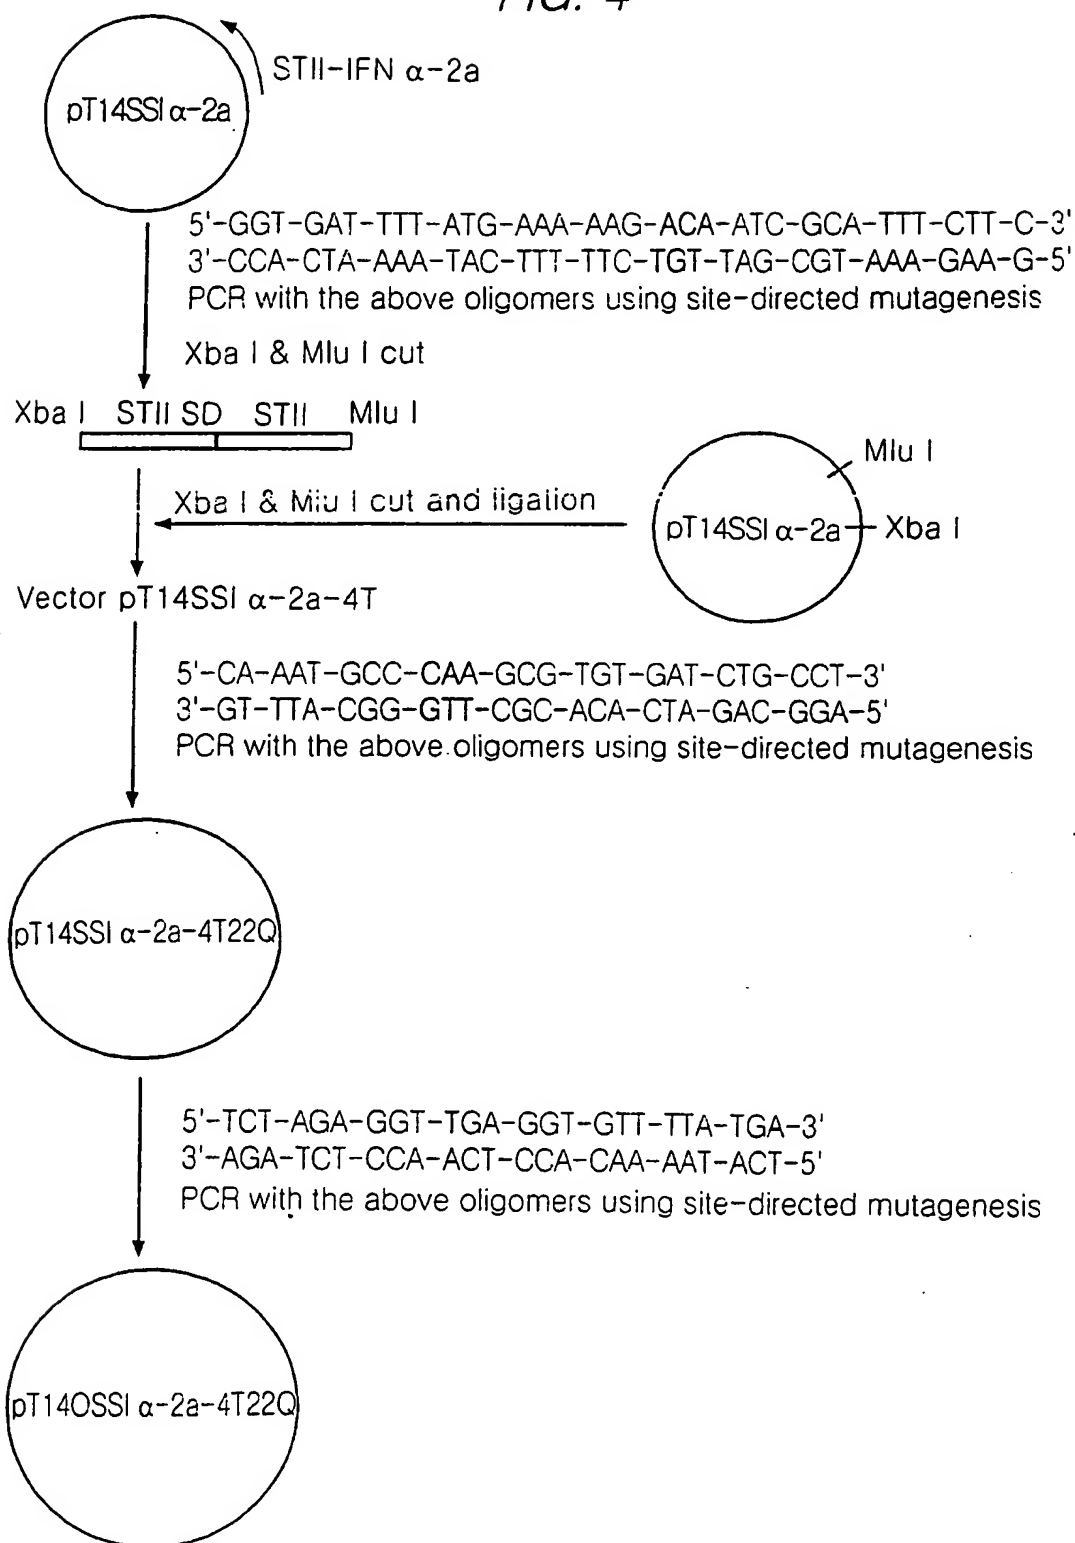 FIG. 4
STII-IFN α-2a
pT14SSI α-2a
5'-GGT-GAT-TTT-ATG-AAA-AAG-ACA-ATC-GCA-TTT-CTT-C-3'
3'-CCA-CTA-AAA-TAC-TTT-TTC-TGT-TAG-CGT-AAA-GAA-G-5'
PCR with the above oligomers using site-directed mutagenesis
Xba I & Mlu I cut
Xba I STII SD STII Mlu I
Mlu I
Xba I & Mlu I cut and ligation
pT14SSI α-2a
Xba I
Vector pT14SSI α-2a-4T
5'-CA-AAT-GCC-CAA-GCG-TGT-GAT-CTG-CCT-3'
3'-GT-TTA-CGG-GTT-CGC-ACA-CTA-GAC-GGA-5'
PCR with the above oligomers using site-directed mutagenesis
pT14SSI α-2a-4T22Q
5'-TCT-AGA-GGT-TGA-GGT-GTT-TTA-TGA-3'
3'-AGA-TCT-CCA-ACT-CCA-CAA-AAT-ACT-5'
PCR with the above oligomers using site-directed mutagenesis
pT14OSSI α-2a-4T22Q